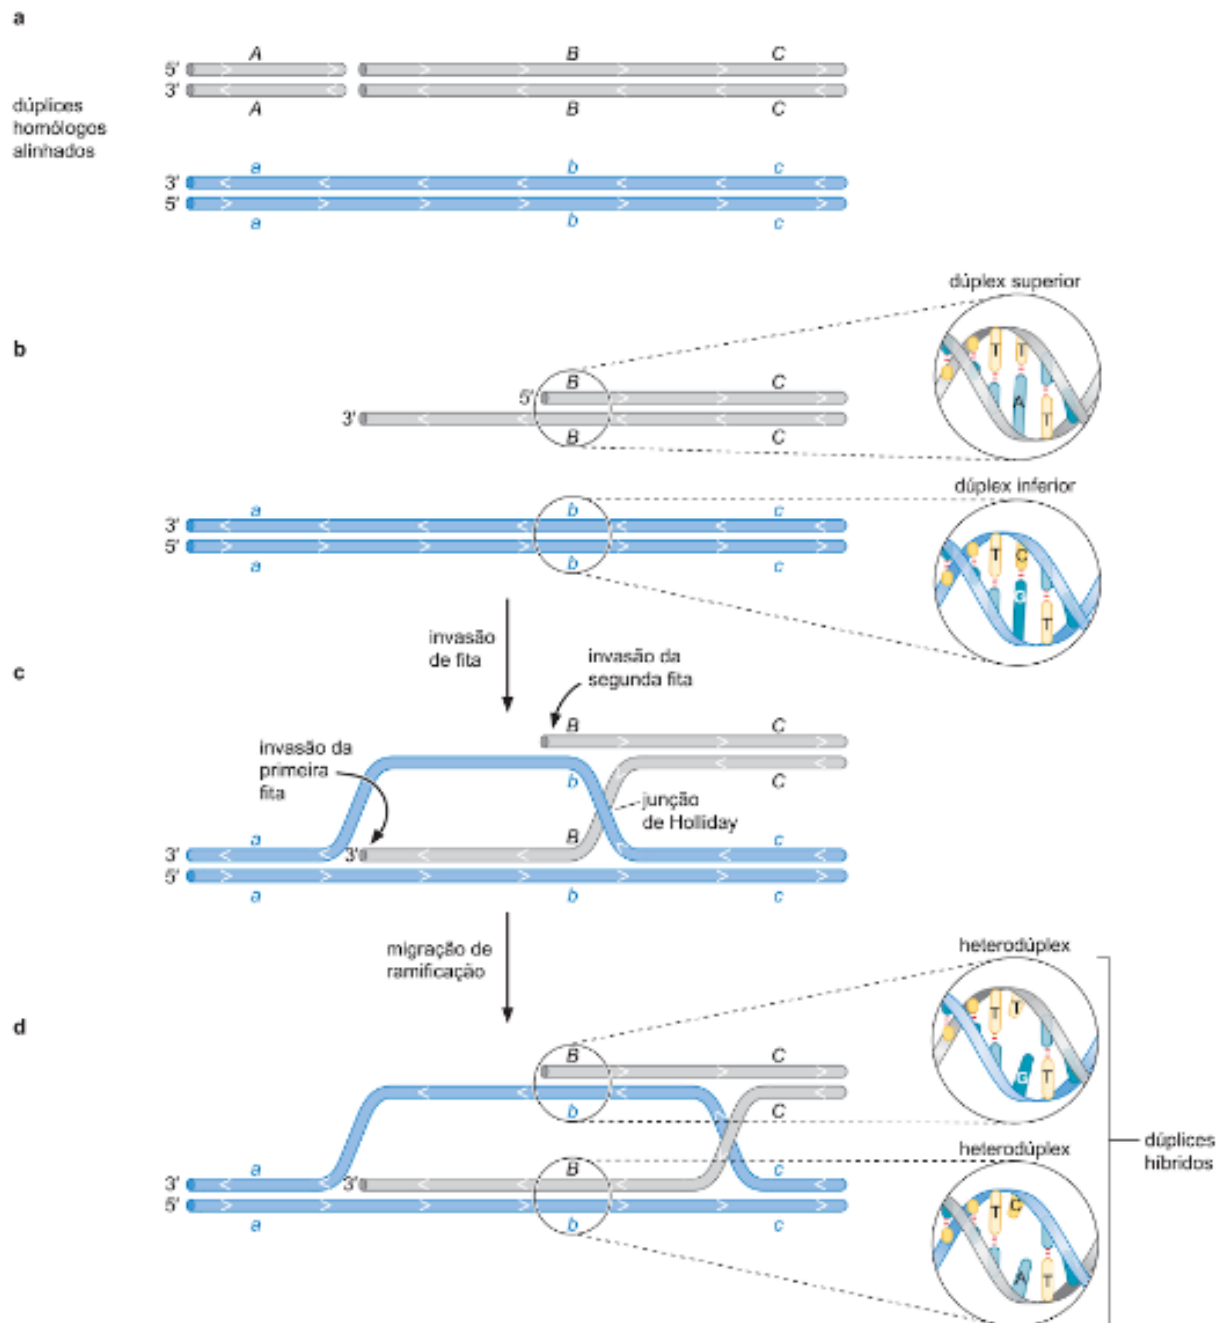 a
A B C
5'
3'
A B C
dúplices
homólogos
alinhados
a b c
3'
5'
a b c
dúplex superior
b
T T
A
T
B C
5'
3'
B C
dúplex inferior
T C
G
T
a b c
3'
5'
a b
invasão
de fita
c
invasão da
segunda fita
B C
invasão da
primeira
fita
b C
junção
de Holliday
B
a c
3' 3'
5'
a b c
migração de
ramificação
heterodúplex
T T
G T
d
B C
b C
dúplices
híbridos
heterodúplex
T C
A T
a B c
3' 3'
5'
a b c